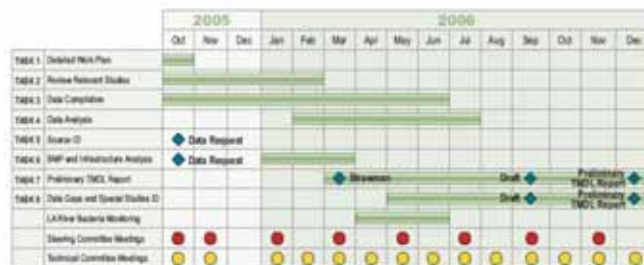 2005 2006
Oct Nov Dec Jan Feb Mar Apr May Jun Jul Aug Sep Oct Nov Dec
TASK 1 Detailed Work Plan
TASK 2 Review Relevant Studies
TASK 3 Data Compilation
TASK 4 Data Analysis
TASK 5 Source ID Data Request
TASK 6 BMP and Infrastructure Analysis Data Request
TASK 7 Preliminary TMDL Report Strawman Draft Preliminary TMDL Report
TASK 8 Data Gaps and Special Studies ID Draft Preliminary TMDL Report
LA River Bacteria Monitoring
Steering Committee Meetings
Technical Committee Meetings